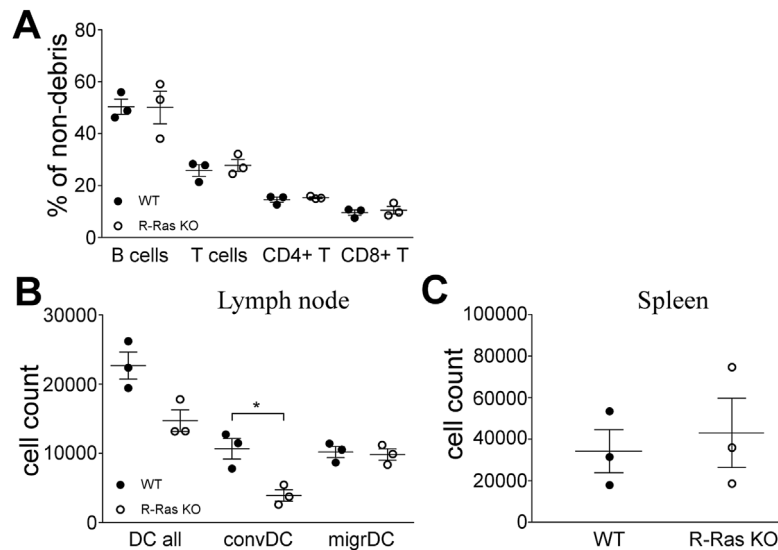 A
% of non-debris
80
60
40
20
0
WT
R-Ras KO
B cells
T cells
CD4+ T
CD8+ T
B
Lymph node
cell count
30000
20000
10000
0
*
WT
R-Ras KO
DC all
convDC
migrDC
C
Spleen
cell count
100000
80000
60000
40000
20000
0
WT
R-Ras KO